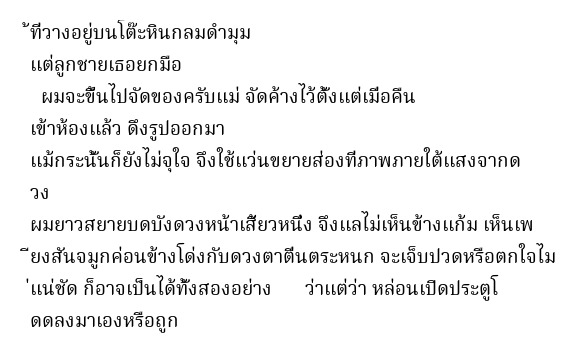 ้ที่วางอยู่บนโต๊ะหินกลมดำมุม
แต่ลูกชายเธอยกมือ
ผมจะขึ้นไปจัดของครับแม่ จัดค้างไว้ตั้งแต่เมื่อคืน
เข้าห้องแล้ว ดึงรูปออกมา
แม้กระนั้นก็ยังไม่จุใจ จึงใช้แว่นขยายส่องที่ภาพภายใต้แสงจากด
วง
ผมยาวสยายบดบังดวงหน้าเสี้ยวหนึ่ง จึงแลไม่เห็นข้างแก้ม เห็นเพ
ียงสันจมูกค่อนข้างโด่งกับดวงตาตื่นตระหนก จะเจ็บปวดหรือตกใจไม
่แน่ชัด ก็อาจเป็นได้ทั้งสองอย่าง ว่าแต่ว่า หล่อนเปิดประตูโ
ดดลงมาเองหรือถูก